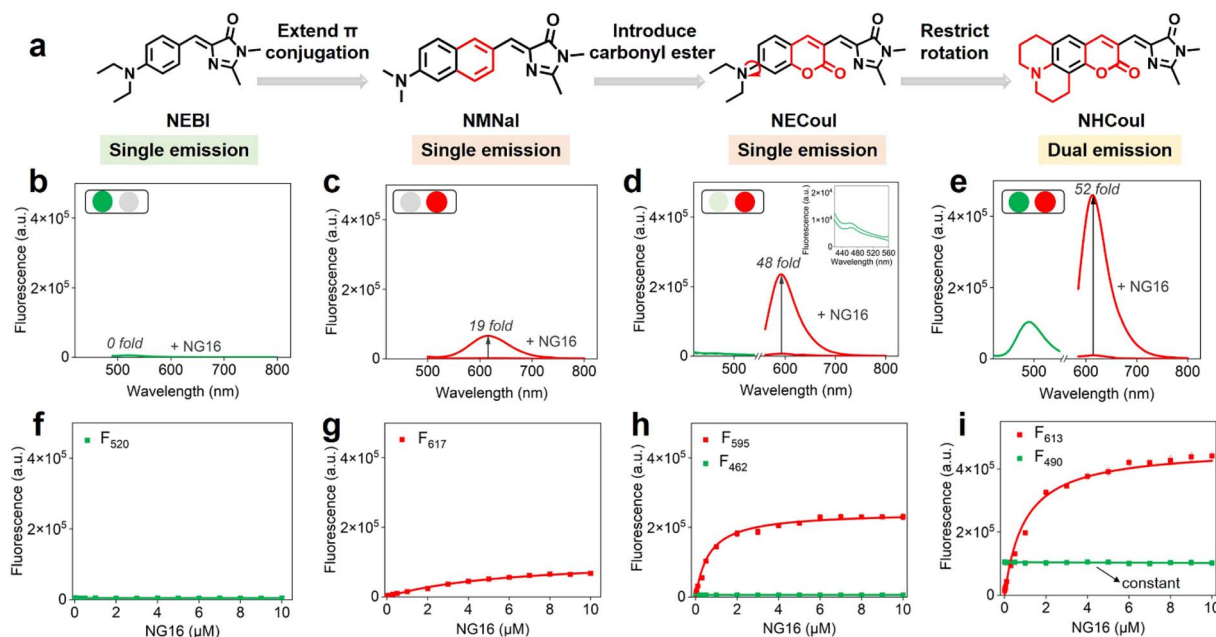 a
Extend π
conjugation
Introduce
carbonyl ester
Restrict
rotation
N
O
N
N
N
O
N
N
N
O
O
O
N
N
N
O
O
O
N
N
NEBI
NMNal
NECouI
NHCouI
Single emission
Single emission
Single emission
Dual emission
b
Fluorescence (a.u.)
4×10⁵
2×10⁵
0
0 fold
+ NG16
500 600 700 800
Wavelength (nm)
c
Fluorescence (a.u.)
4×10⁵
2×10⁵
0
19 fold
+ NG16
500 600 700 800
Wavelength (nm)
d
Fluorescence (a.u.)
4×10⁵
2×10⁵
0
48 fold
+ NG16
Fluorescence (a.u.)
2×10⁴
1×10⁴
0
440 480 520 560
Wavelength (nm)
500 600 700 800
Wavelength (nm)
e
Fluorescence (a.u.)
4×10⁵
2×10⁵
0
52 fold
+ NG16
500 600 700 800
Wavelength (nm)
f
Fluorescence (a.u.)
4×10⁵
2×10⁵
0
F₅₂₀
0 2 4 6 8 10
NG16 (μM)
g
Fluorescence (a.u.)
4×10⁵
2×10⁵
0
F₆₁₇
0 2 4 6 8 10
NG16 (μM)
h
Fluorescence (a.u.)
4×10⁵
2×10⁵
0
F₅₉₅
F₄₆₂
0 2 4 6 8 10
NG16 (μM)
i
Fluorescence (a.u.)
4×10⁵
2×10⁵
0
F₆₁₃
F₄₉₀
constant
0 2 4 6 8 10
NG16 (μM)